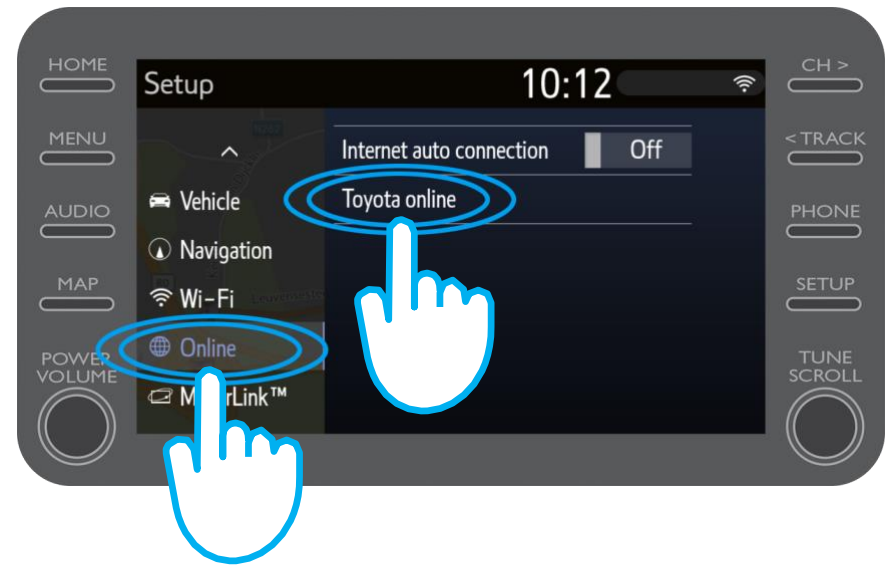 HOME
MENU
AUDIO
MAP
POWER
VOLUME
Setup
10:12
Vehicle
Navigation
Wi-Fi
Online
Internet auto connection
Off
Toyota online
CH >
< TRACK
PHONE
SETUP
TUNE
SCROLL